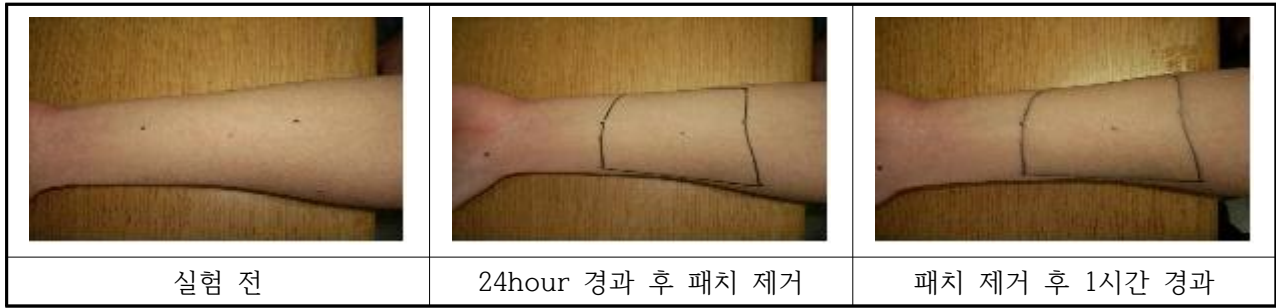 실험 전
24hour 경과 후 패치 제거
패치 제거 후 1시간 경과